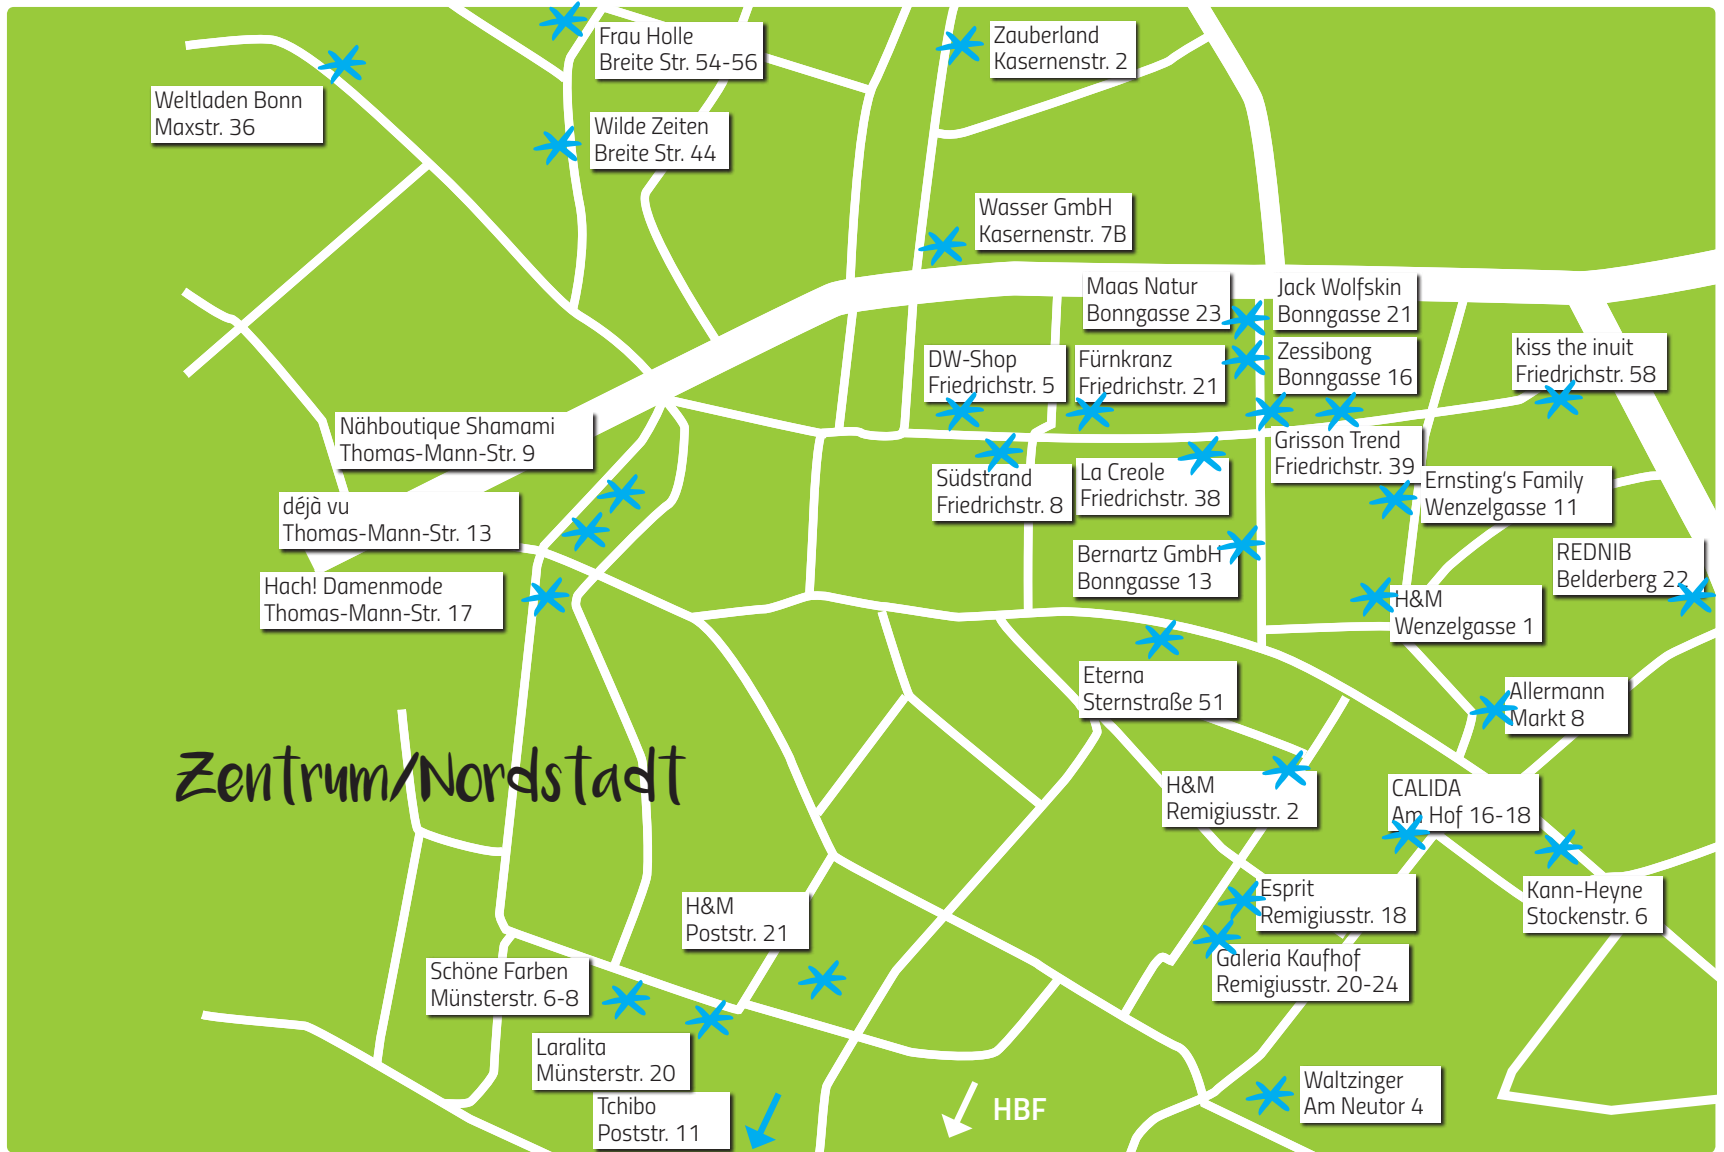 Frau Holle
Breite Str. 54-56
Zauberland
Kasernenstr. 2
Weltladen Bonn
Maxstr. 36
Wilde Zeiten
Breite Str. 44
Wasser GmbH
Kasernenstr. 7B
Maas Natur
Bonngasse 23
Jack Wolfskin
Bonngasse 21
DW-Shop
Friedrichstr. 5
Fürnkranz
Friedrichstr. 21
Zessibong
Bonngasse 16
kiss the inuit
Friedrichstr. 58
Nähboutique Shamami
Thomas-Mann-Str. 9
Grisson Trend
Friedrichstr. 39
Südstrand
Friedrichstr. 8
La Creole
Friedrichstr. 38
Ernsting‘s Family
Wenzelgasse 11
déjà vu
Thomas-Mann-Str. 13
Bernartz GmbH
Bonngasse 13
REDNIB
Belderberg 22
Hach! Damenmode
Thomas-Mann-Str. 17
H&M
Wenzelgasse 1
Eterna
Sternstraße 51
Allermann
Markt 8
Zentrum/Nordstadt
H&M
Remigiusstr. 2
CALIDA
Am Hof 16-18
H&M
Poststr. 21
Esprit
Remigiusstr. 18
Kann-Heyne
Stockenstr. 6
Galeria Kaufhof
Remigiusstr. 20-24
Schöne Farben
Münsterstr. 6-8
Laralita
Münsterstr. 20
Tchibo
Poststr. 11
HBF
Waltzinger
Am Neutor 4